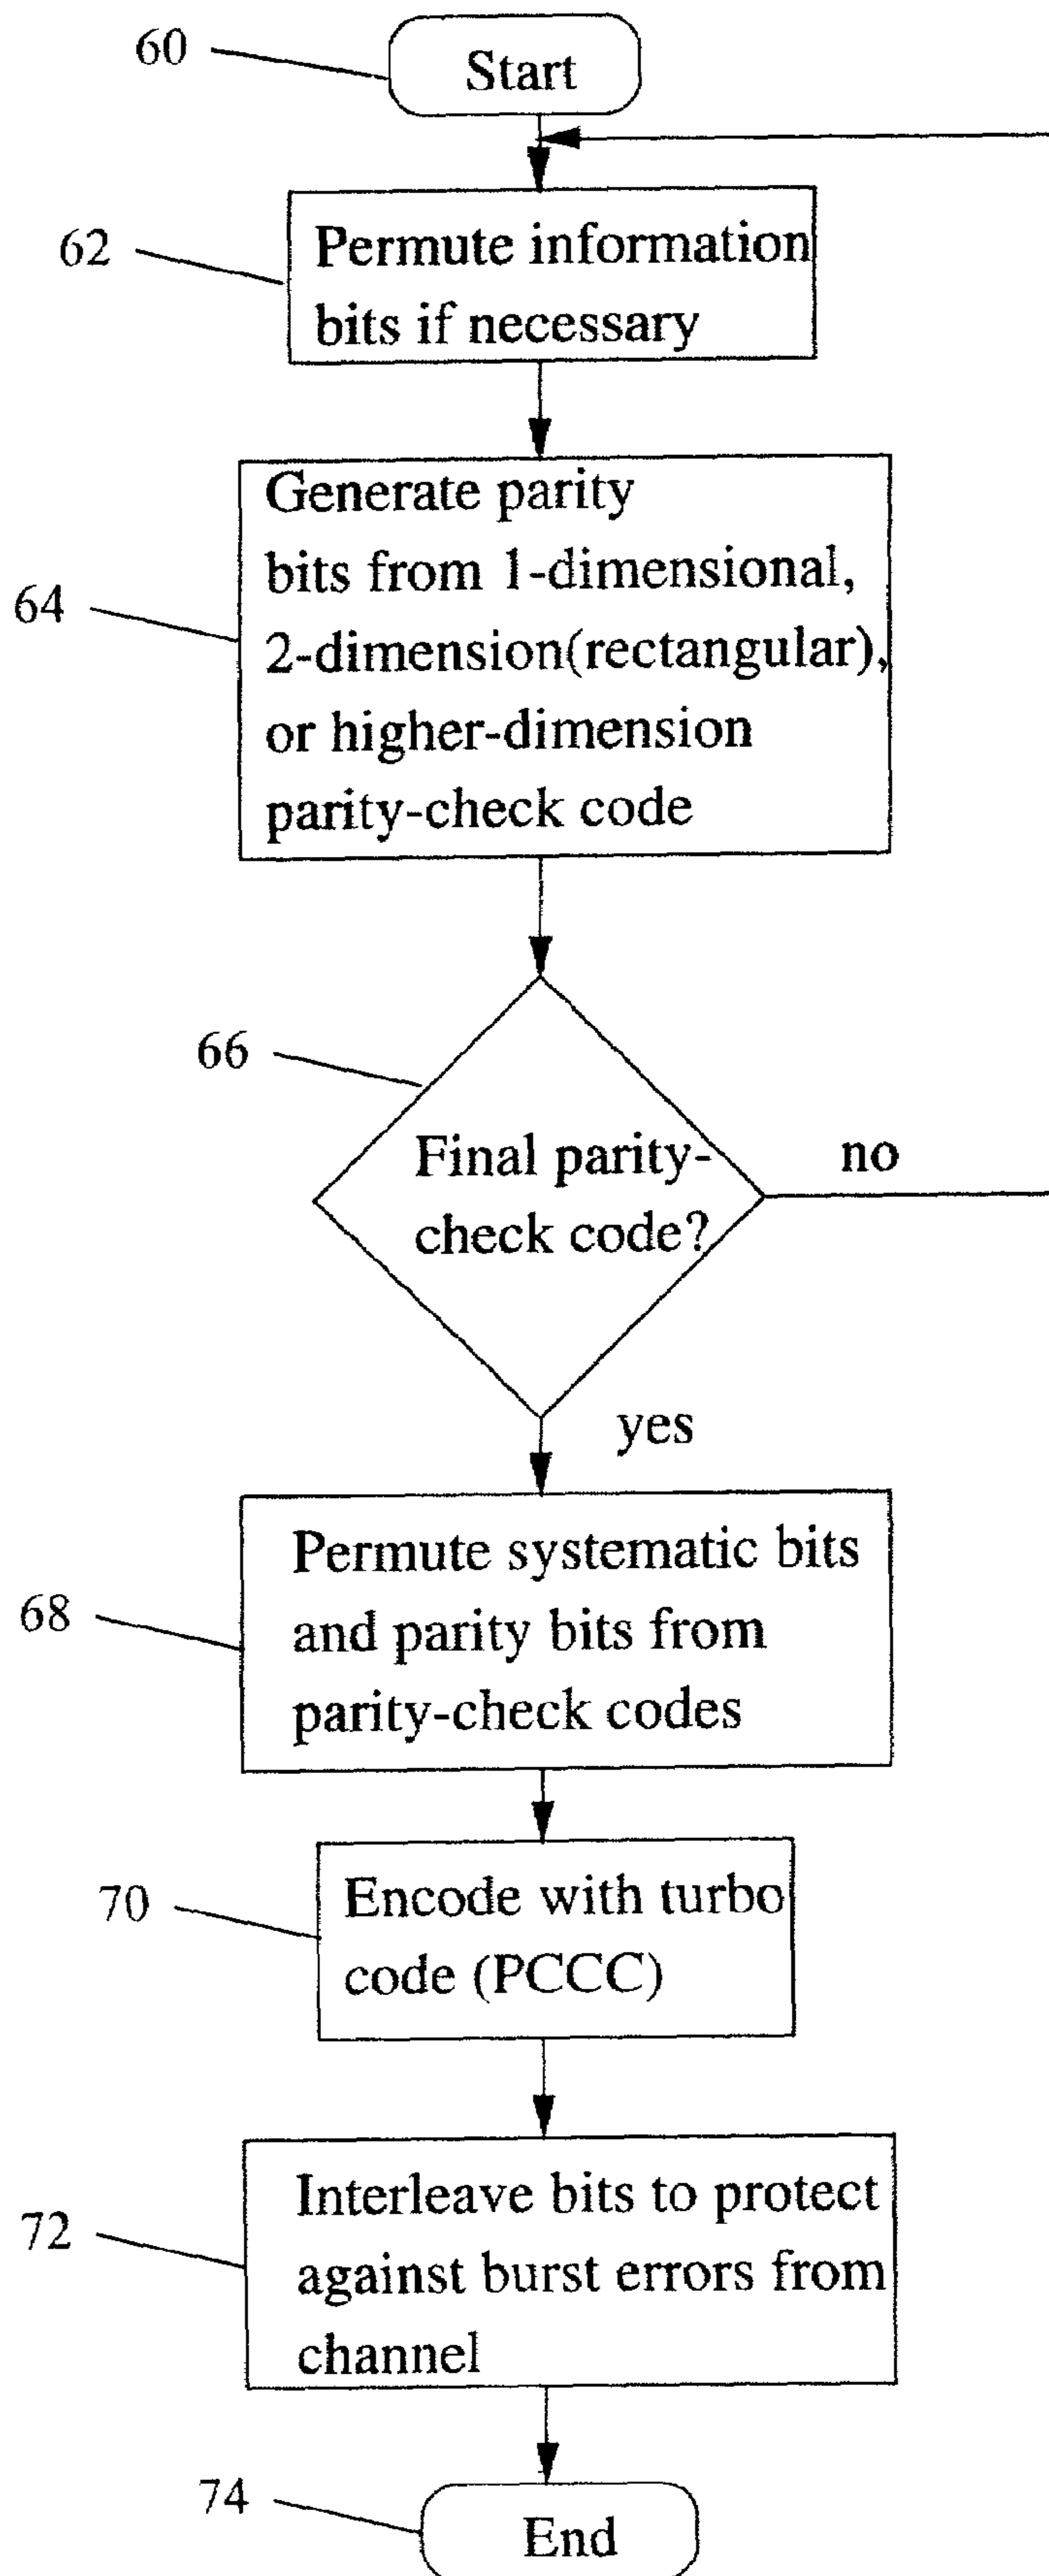 60
Start
62
Permute information
bits if necessary
64
Generate parity
bits from 1-dimensional,
2-dimension(rectangular),
or higher-dimension
parity-check code
66
Final parity-
check code?
no
yes
68
Permute systematic bits
and parity bits from
parity-check codes
70
Encode with turbo
code (PCCC)
72
Interleave bits to protect
against burst errors from
channel
74
End